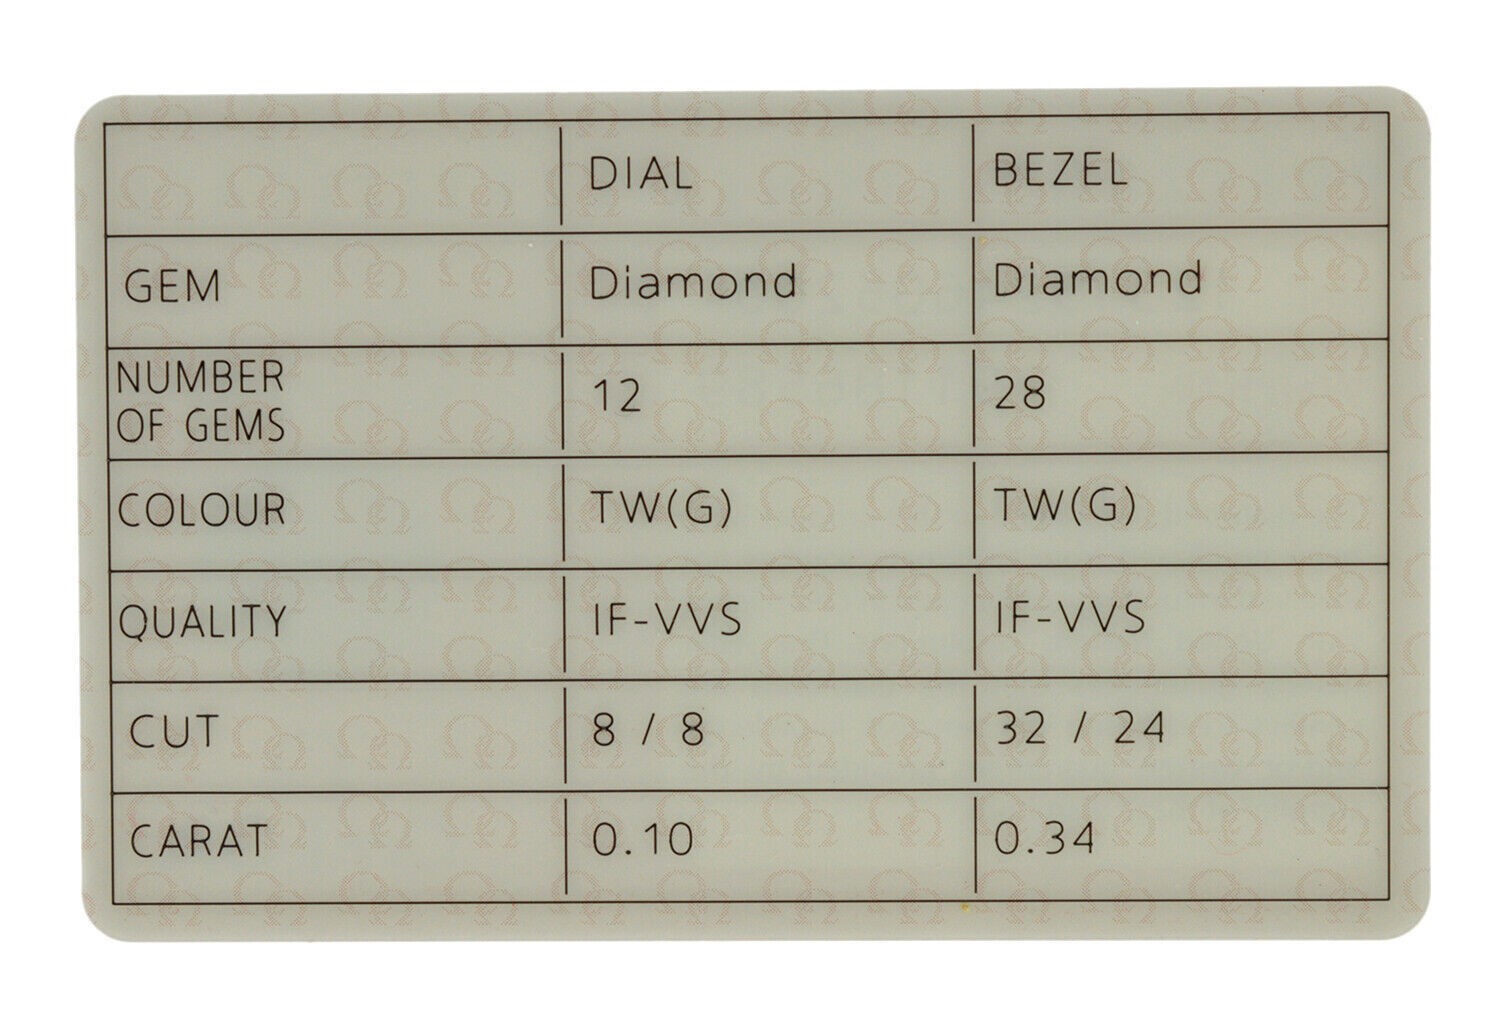 DIAL BEZEL
GEM Diamond Diamond
NUMBER
OF GEMS 12 28
COLOUR TW(G) TW(G)
QUALITY IF-VVS IF-VVS
CUT 8 / 8 32 / 24
CARAT 0.10 0.34